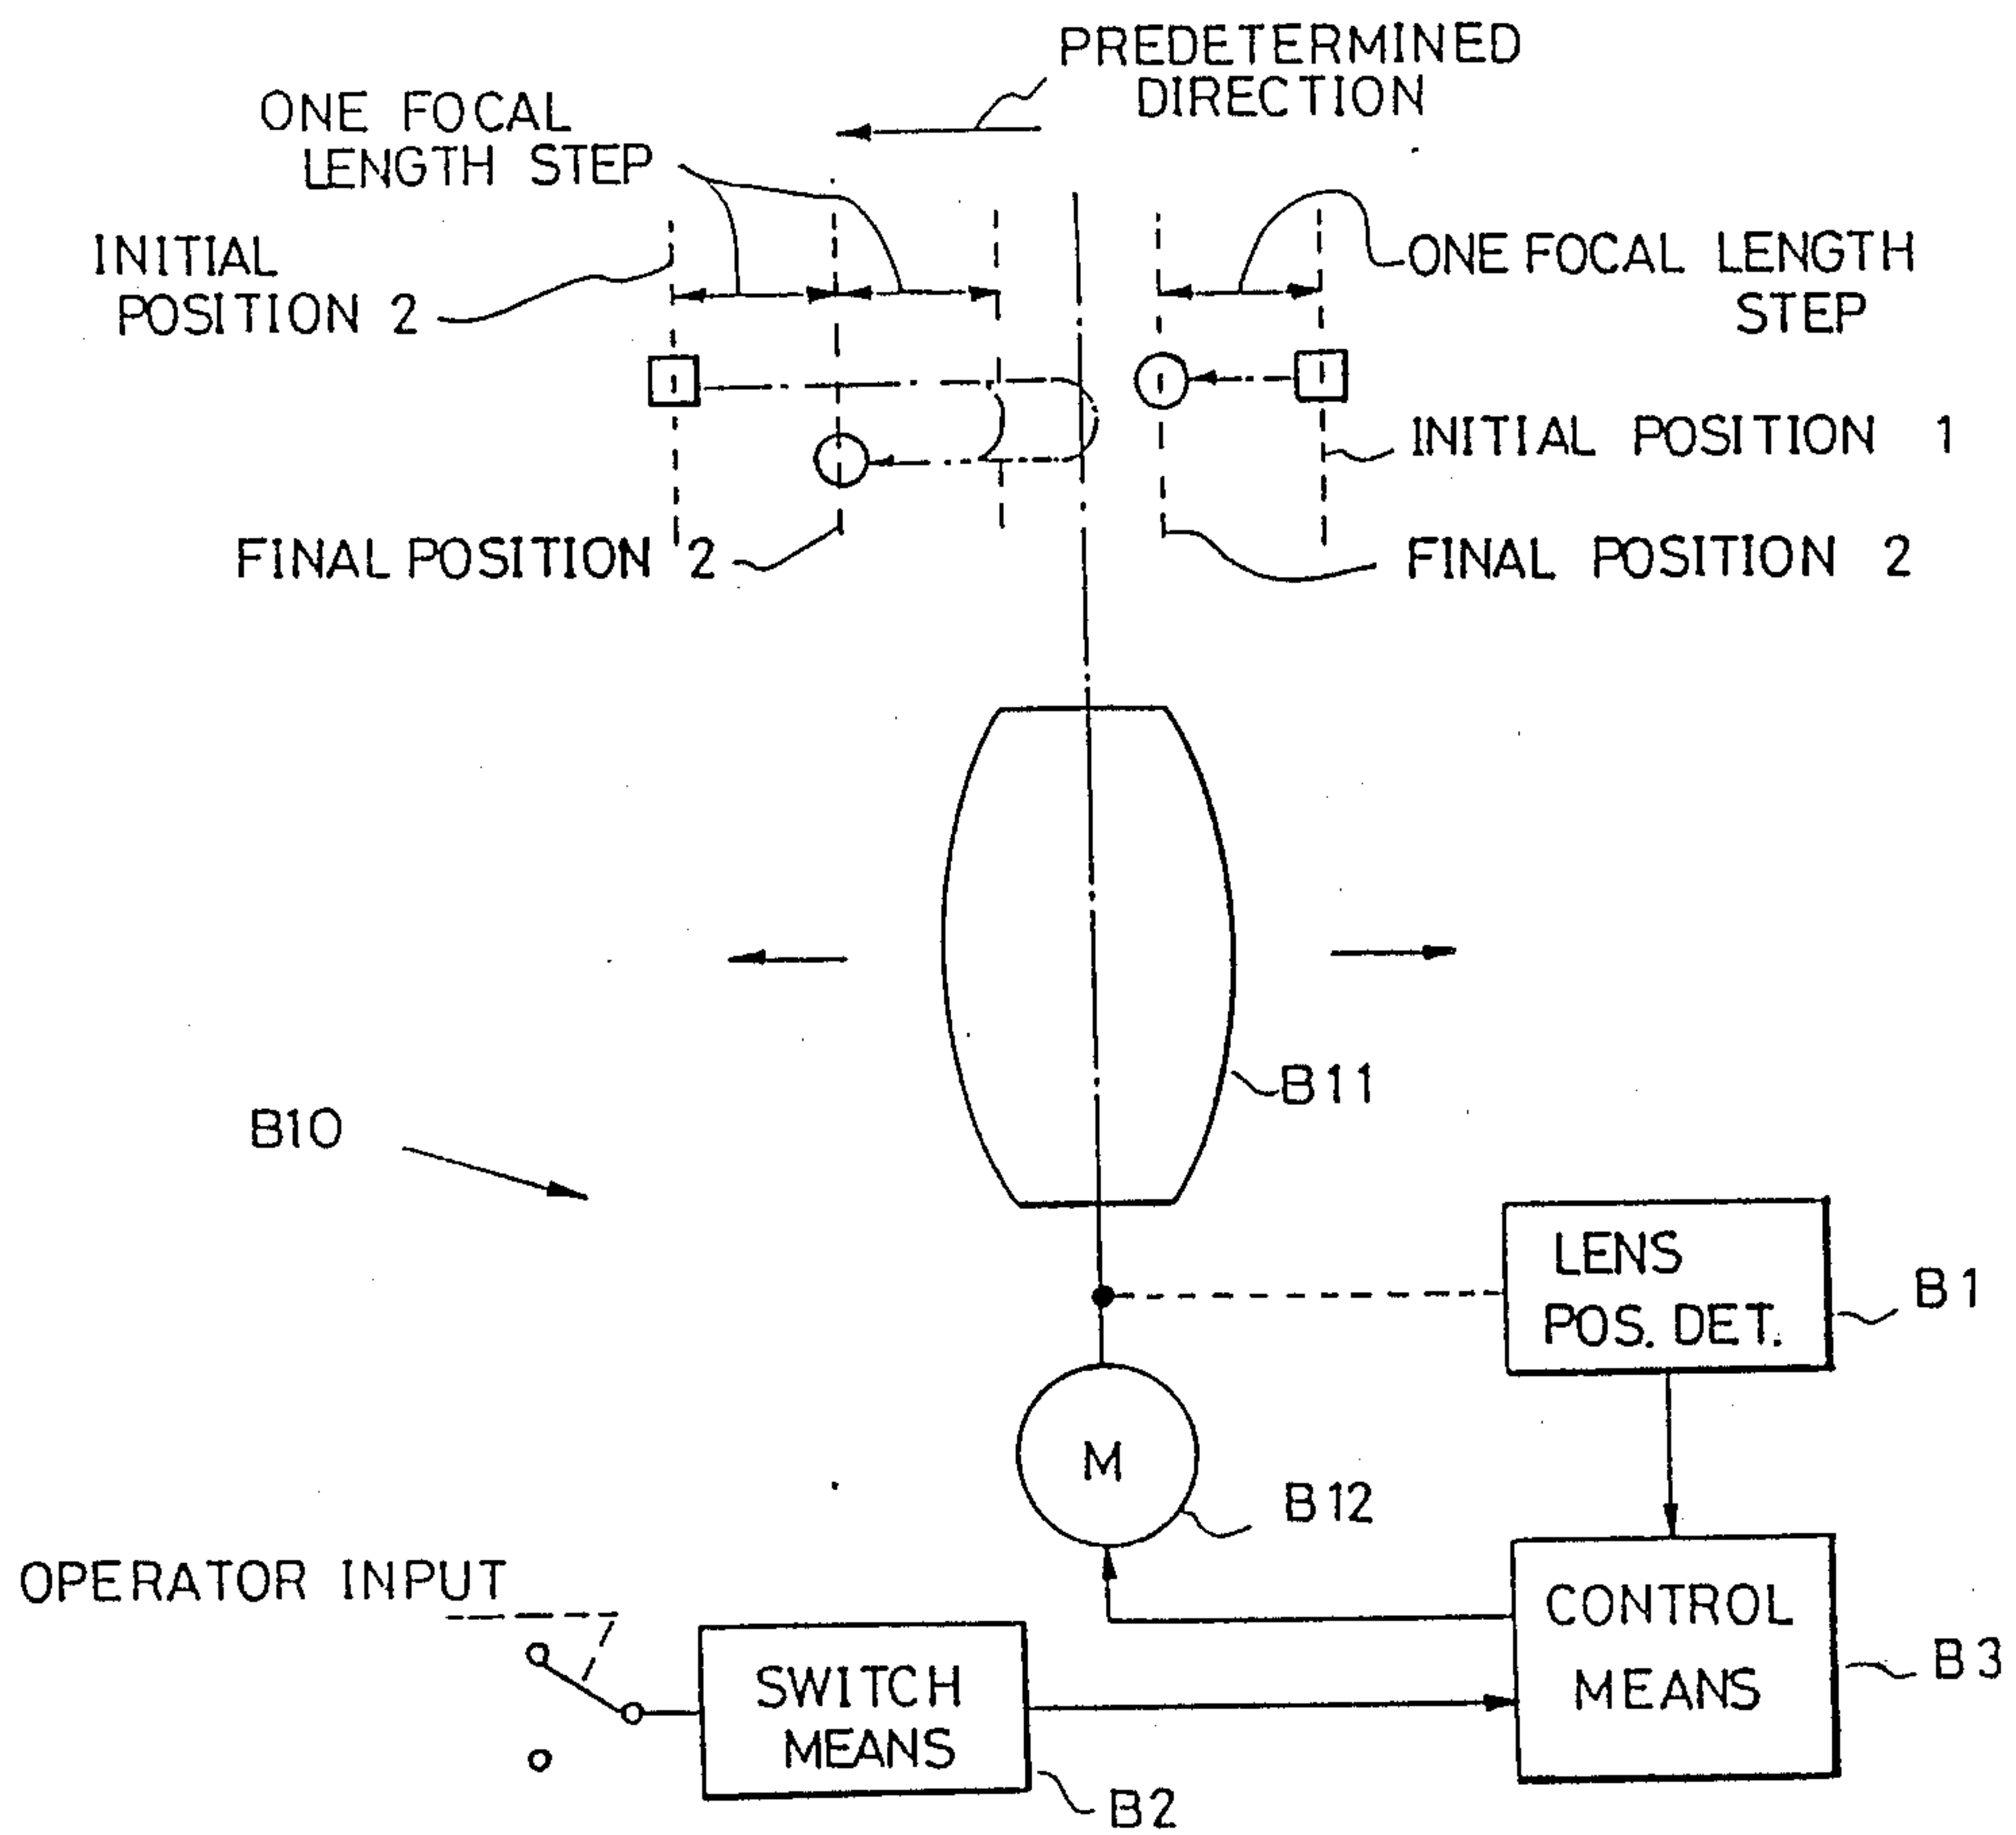 PREDETERMINED
DIRECTION
ONE FOCAL
LENGTH STEP
INITIAL
POSITION 2
ONE FOCAL LENGTH
STEP
INITIAL POSITION 1
FINAL POSITION 2
FINAL POSITION 2
B11
B10
LENS
POS. DET.
B1
M
B12
OPERATOR INPUT
CONTROL
MEANS
B3
SWITCH
MEANS
B2